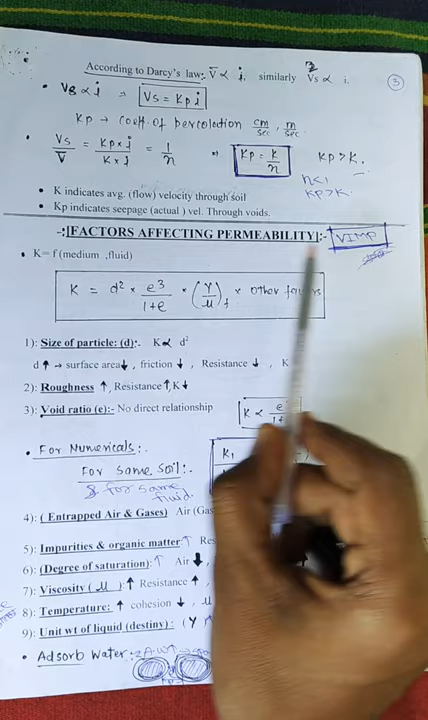 According to Darcy's law:. V̄ ∝ i, similarly Vs ∝ i.
③
• Vs ∝ i ⇒ Vs = Kp i
Kp → Coeff. of percolation cm/sec, m/sec
• Vs/V̄ = Kp × i / K × i = 1/n ⇒ Kp = K/n Kp > K.
n<1
Kp > K.
• K indicates avg. (flow) velocity through soil
• Kp indicates seepage (actual) vel. Through voids.
-:[FACTORS AFFECTING PERMEABILITY]:- VIMP
• K= f (medium ,fluid)
K = d² × e³/1+e × (γ/μ)f × other factors
1): Size of particle: (d):- K ∝ d²
d ↑ → surface area↓, friction ↓ , Resistance ↓ , K
2): Roughness ↑, Resistance ↑, K↓
3): Void ratio (e):- No direct relationship K ∝ e
• For Numericals:-
For same soil:- K1
& for same
fluid.
4): (Entrapped Air & Gases) Air (Gas
5): Impurities & organic matter ↑ Res
6): (Degree of saturation): ↑ Air ↓,
7): Viscosity (μ): ↑ Resistance ↑,
8): Temperature: ↑ cohesion ↓, μ
9): Unit wt of liquid (destiny) : (γ
• Adsorb Water:-